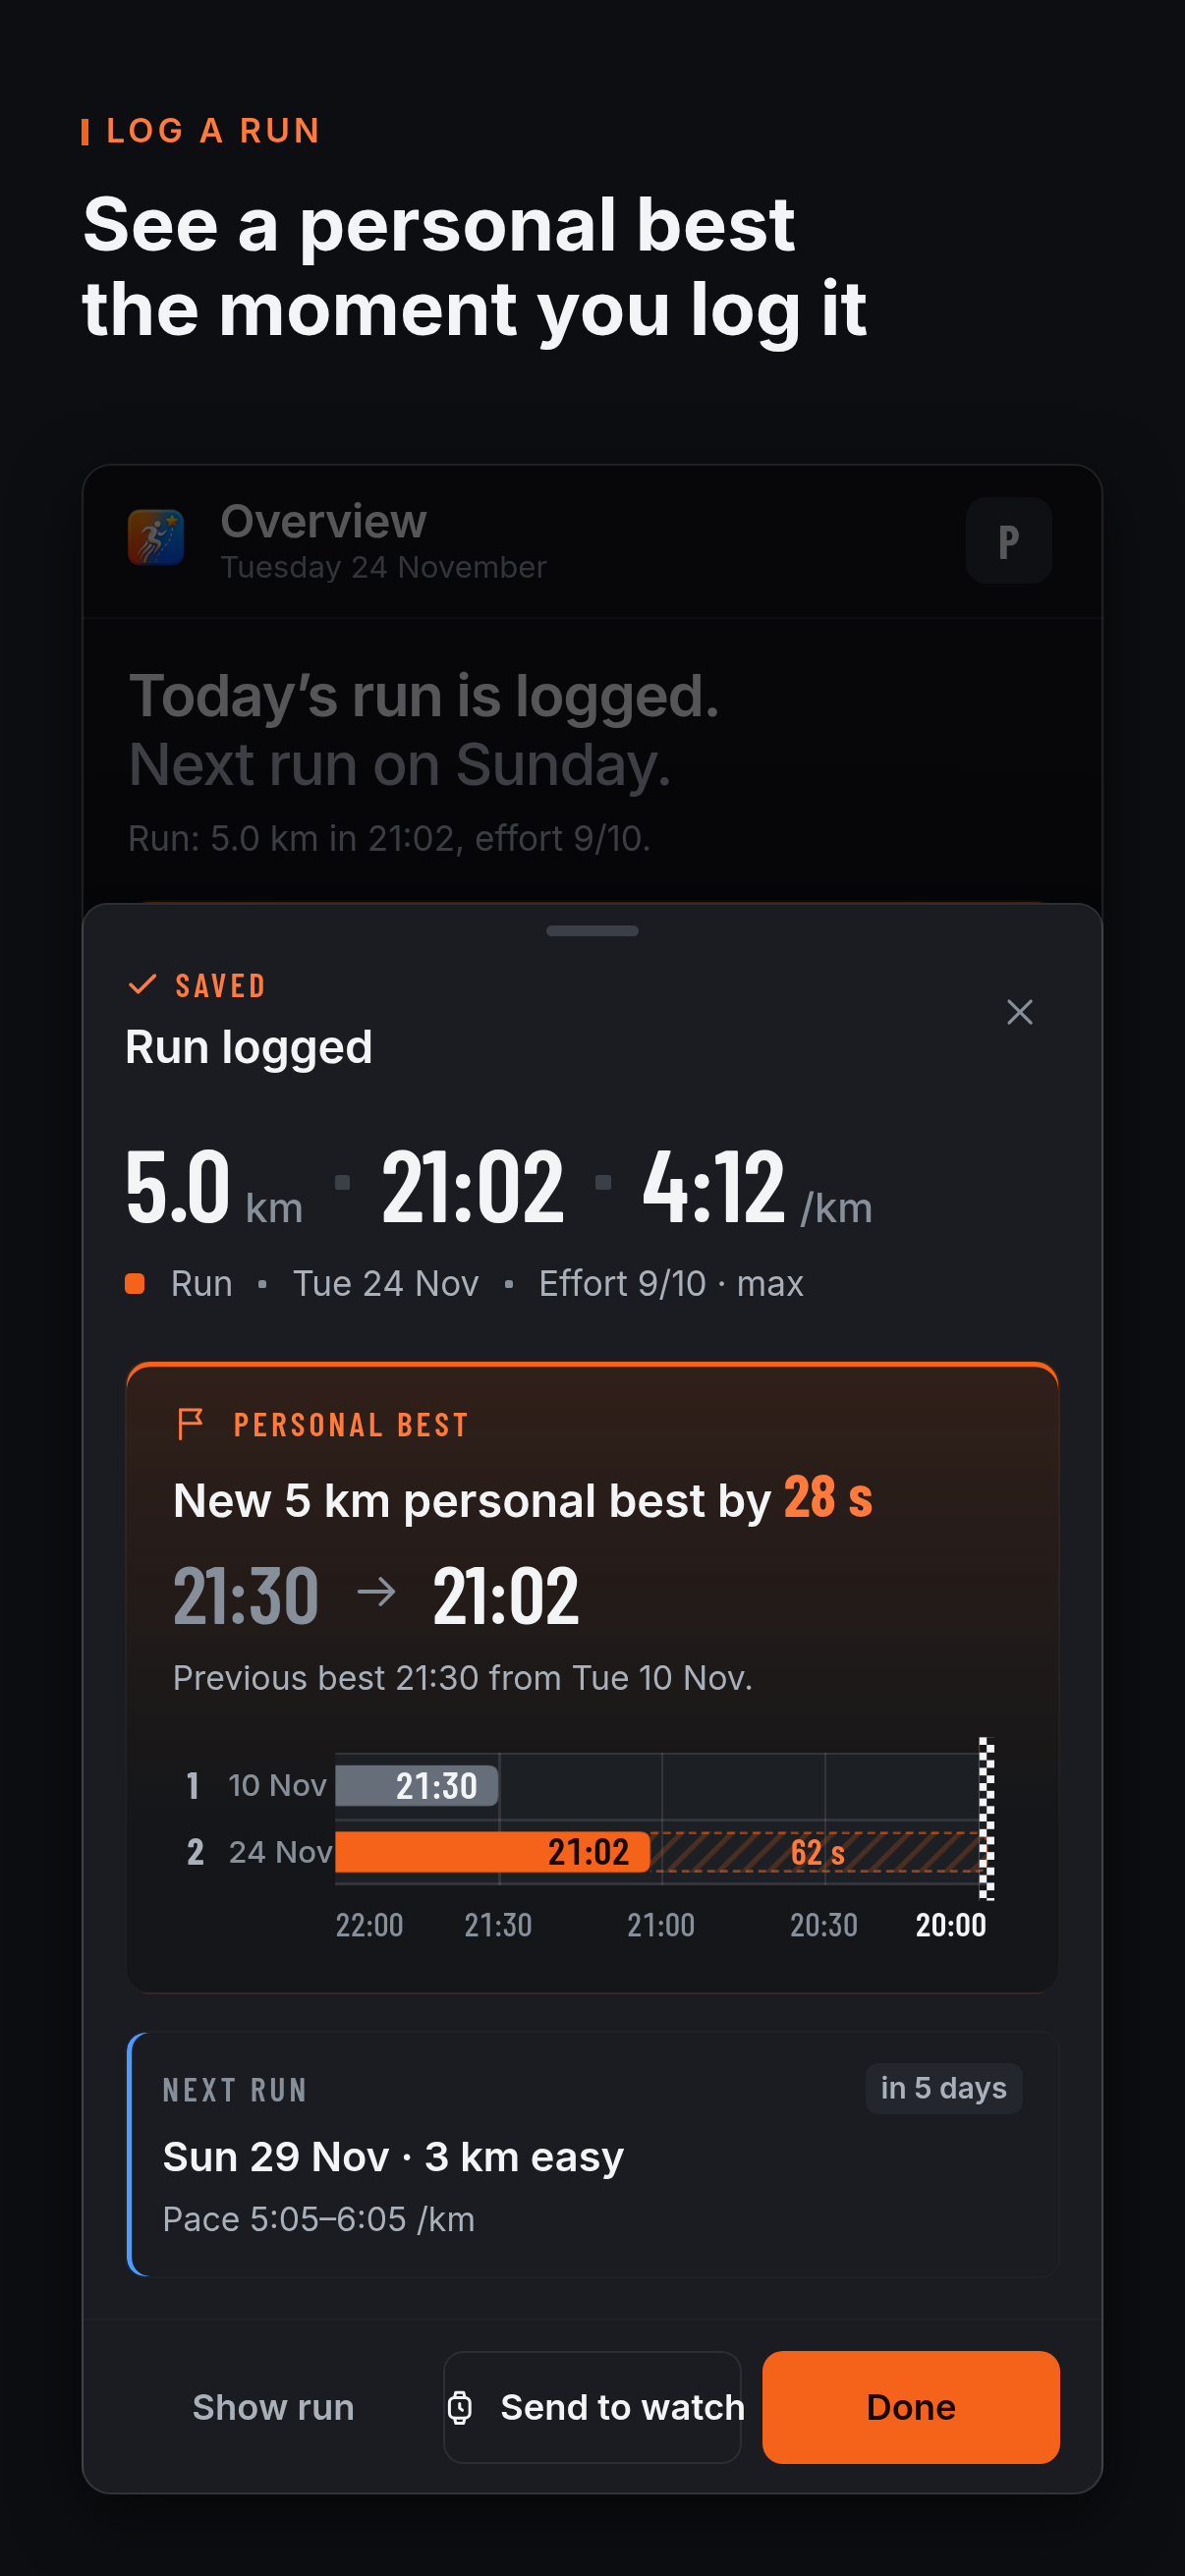 LOG A RUN
See a personal best
the moment you log it
Overview
Tuesday 24 November
P
Today’s run is logged.
Next run on Sunday.
Run: 5.0 km in 21:02, effort 9/10.
SAVED
Run logged
5.0 km ▪ 21:02 ▪ 4:12 /km
Run ▪ Tue 24 Nov ▪ Effort 9/10 · max
PERSONAL BEST
New 5 km personal best by 28 s
21:30 → 21:02
Previous best 21:30 from Tue 10 Nov.
1 10 Nov 21:30
2 24 Nov 21:02 62 s
22:00 21:30 21:00 20:30 20:00
NEXT RUN in 5 days
Sun 29 Nov · 3 km easy
Pace 5:05–6:05 /km
Show run Send to watch Done